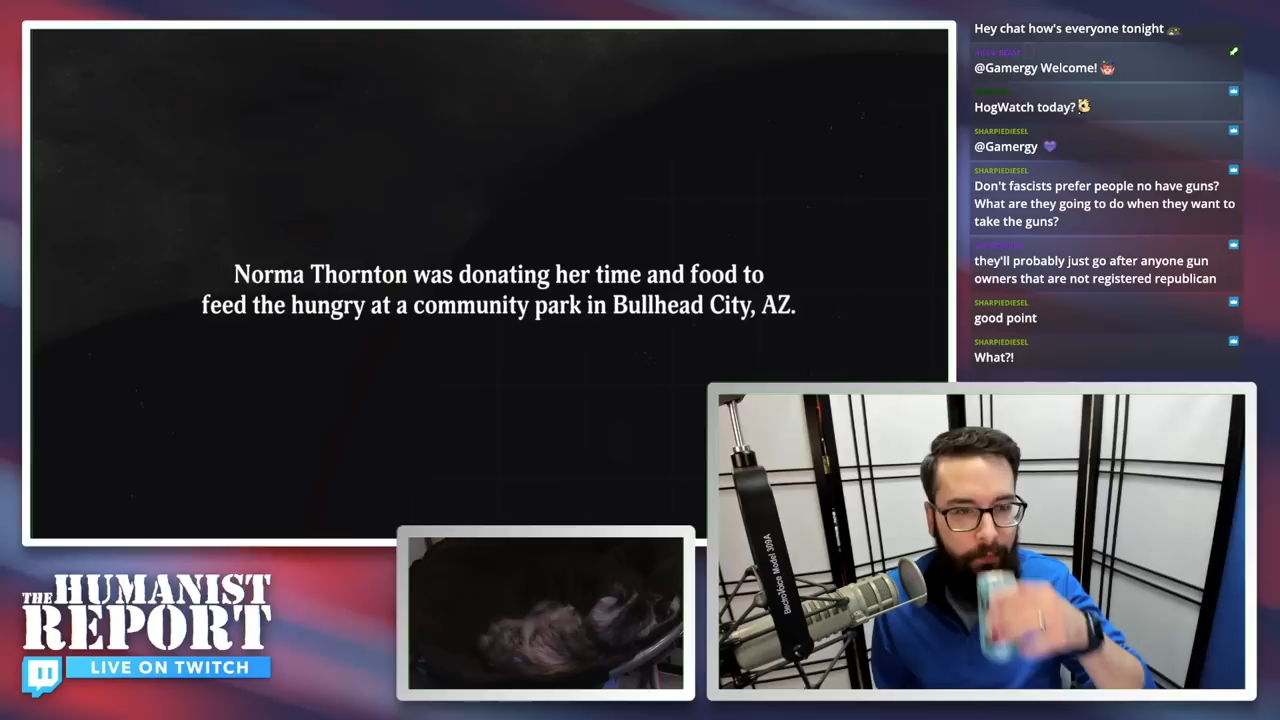 Norma Thornton was donating her time and food to
feed the hungry at a community park in Bullhead City, AZ.
Hey chat how's everyone tonight
@Gamergy Welcome!
HogWatch today?
SHARPIEDIESEL
@Gamergy
SHARPIEDIESEL
Don't fascists prefer people no have guns?
What are they going to do when they want to
take the guns?
they'll probably just go after anyone gun
owners that are not registered republican
SHARPIEDIESEL
good point
SHARPIEDIESEL
What?!
THE HUMANIST
REPORT
LIVE ON TWITCH
ElectroVoice Model 309A